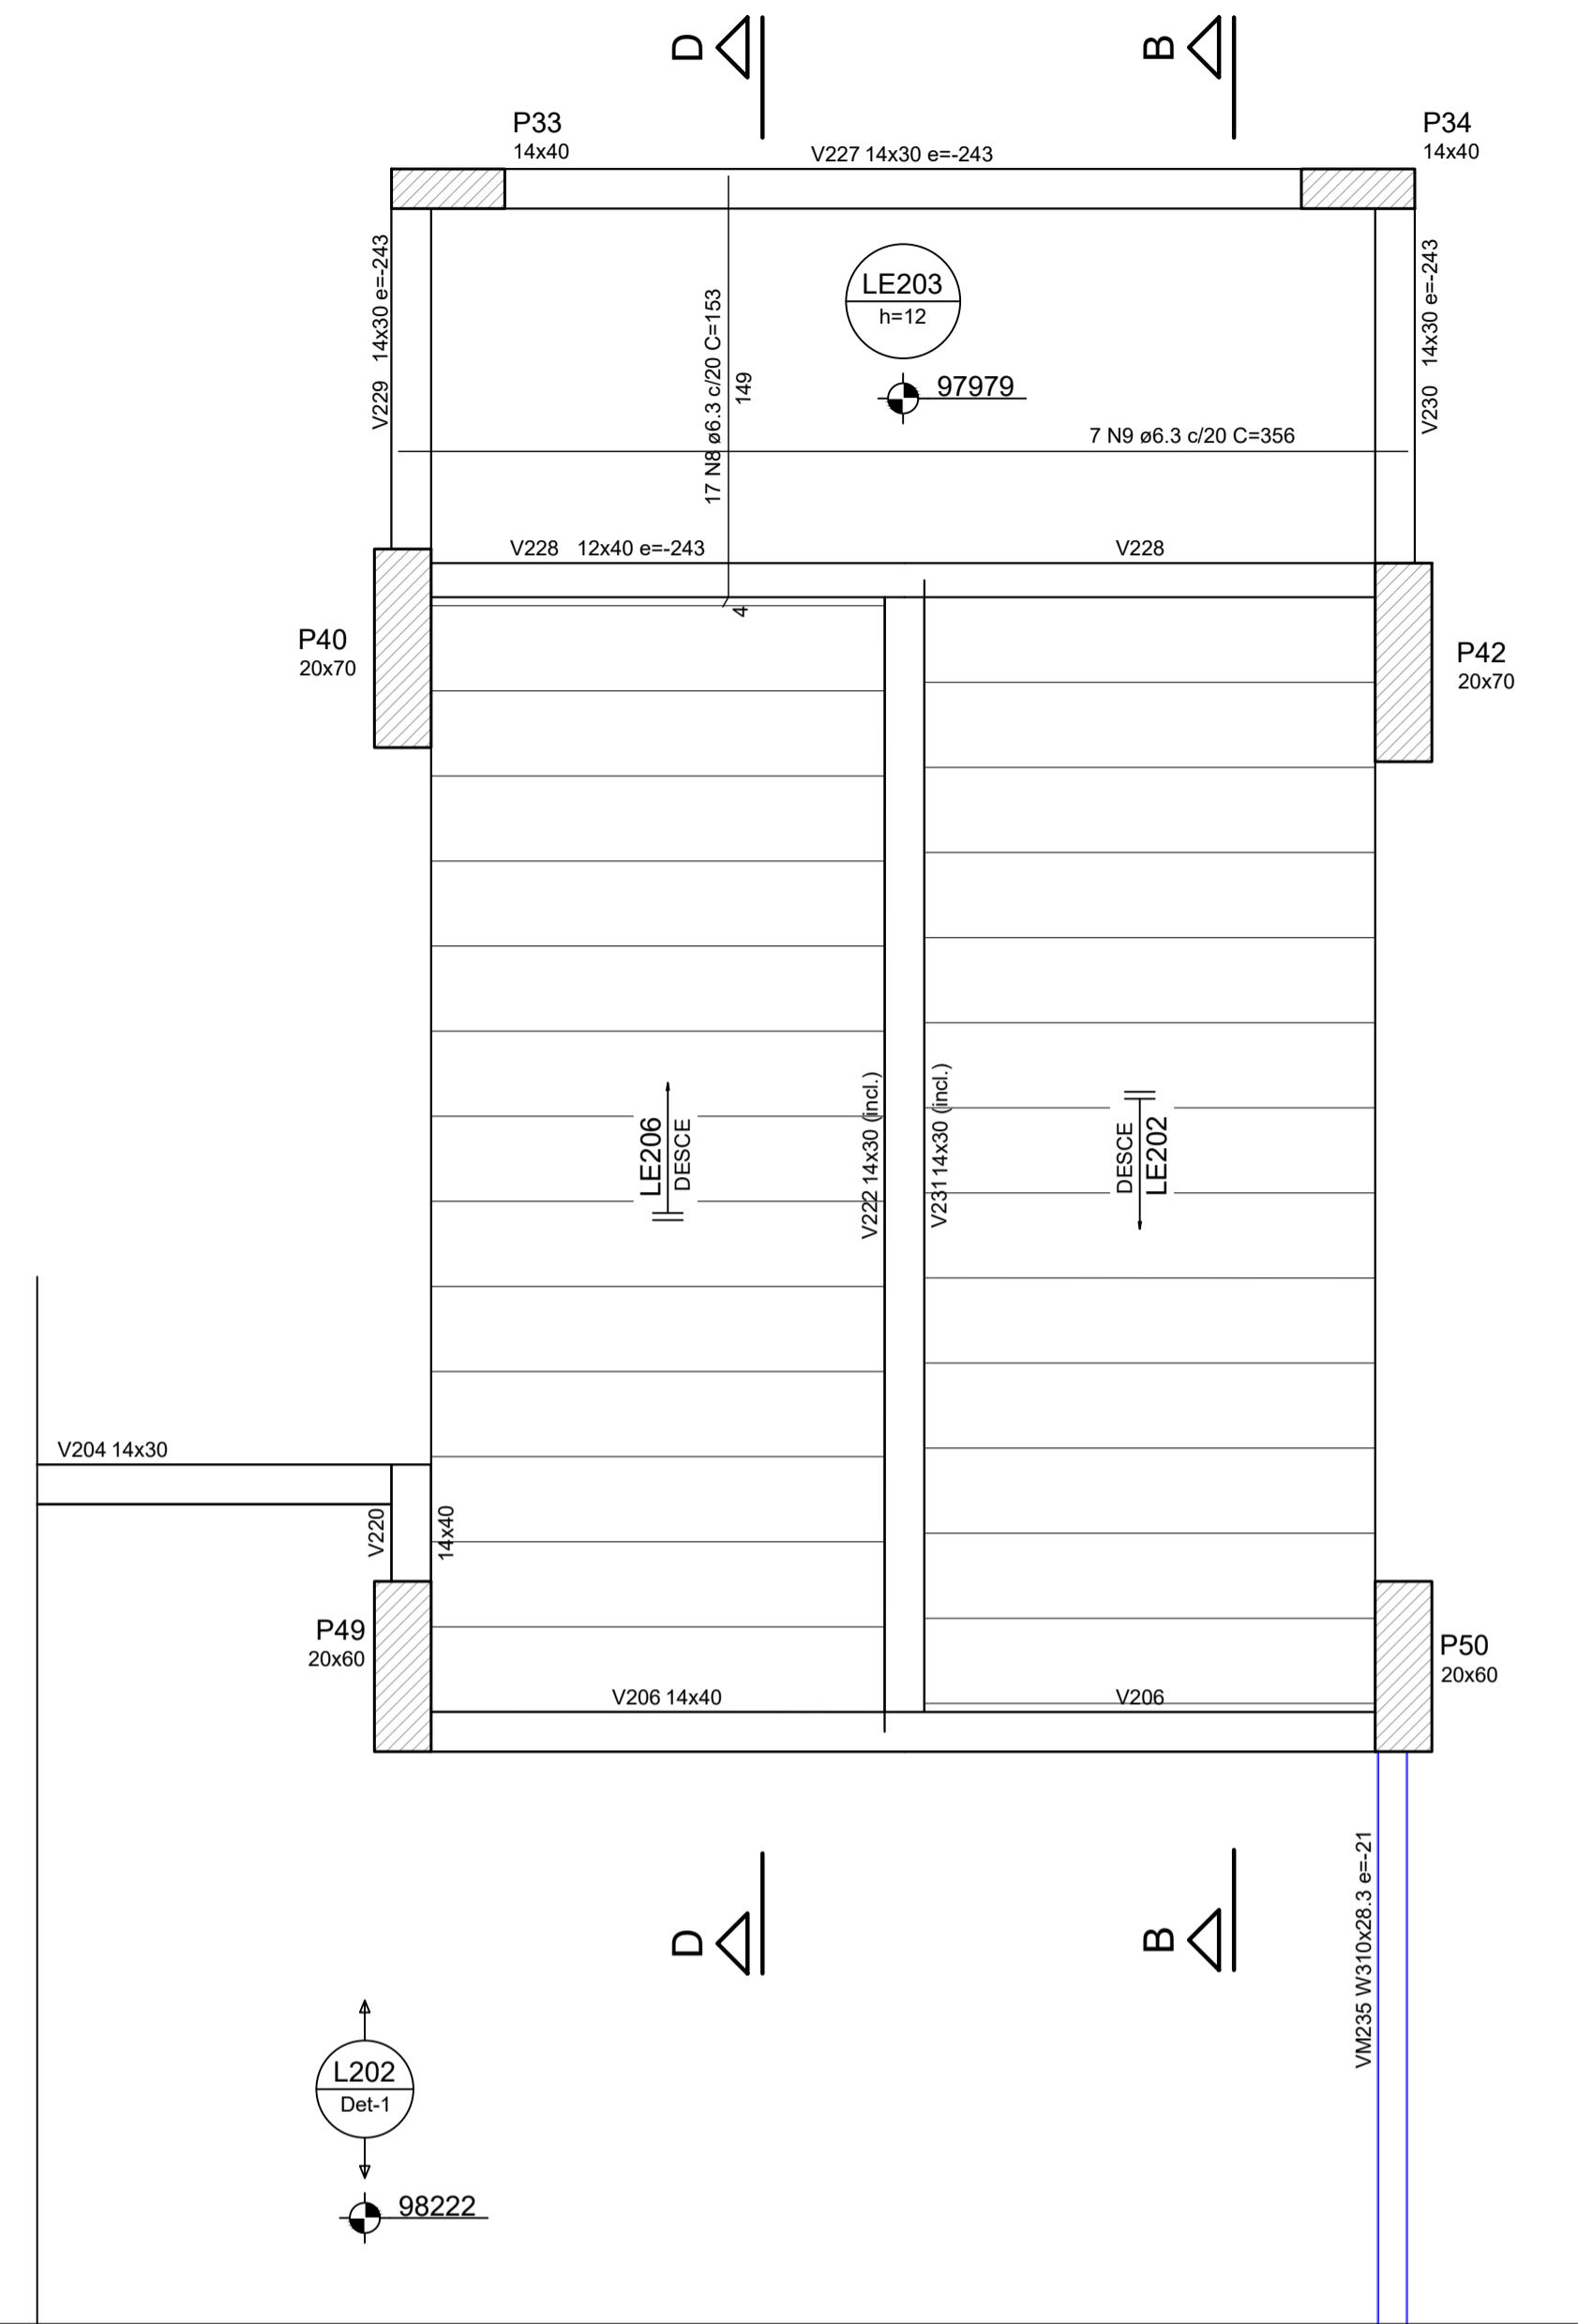 D
B
P33
14x40
V227 14x30 e=-243
P34
14x40
V229 14x30 e=-243
17 N8 ø6.3 c/20 C=153
149
LE203
h=12
97979
7 N9 ø6.3 c/20 C=356
V230 14x30 e=-243
V228 12x40 e=-243
V228
4
P40
20x70
P42
20x70
LE206
DESCE
V222 14x30 (incl.)
V231 14x30 (incl.)
DESCE
LE202
V204 14x30
V220
14x40
P49
20x60
P50
20x60
V206 14x40
V206
VM235 W310x28.3 e=-21
D
B
L202
Det-1
98222